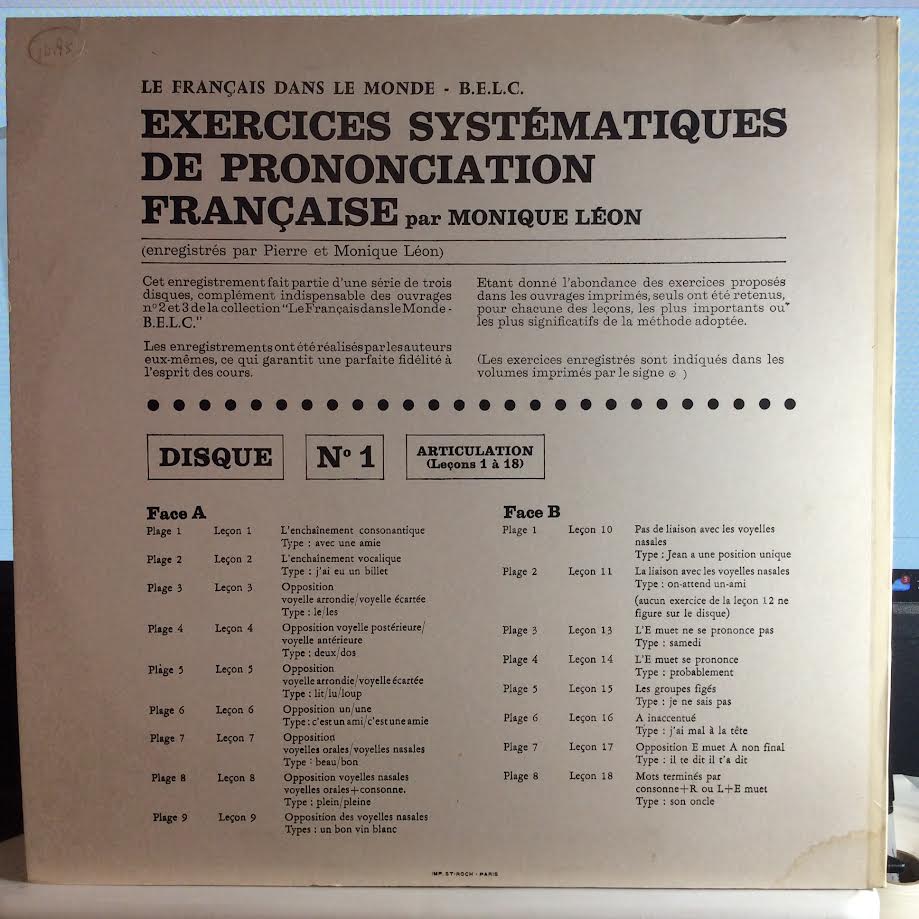 LE FRANÇAIS DANS LE MONDE - B.E.L.C.
EXERCICES SYSTÉMATIQUES
DE PRONONCIATION
FRANÇAISE par MONIQUE LÉON
(enregistrés par Pierre et Monique Léon)
Cet enregistrement fait partie d'une série de trois
disques, complément indispensable des ouvrages
nº 2 et 3 de la collection "Le Français dans le Monde -
B.E.L.C."
Les enregistrements ont été réalisés par les auteurs
eux-mêmes, ce qui garantit une parfaite fidélité à
l'esprit des cours.
Etant donné l'abondance des exercices proposés
dans les ouvrages imprimés, seuls ont été retenus,
pour chacune des leçons, les plus importants ou
les plus significatifs de la méthode adoptée.
(Les exercices enregistrés sont indiqués dans les
volumes imprimés par le signe ⊙ )
DISQUE Nº 1 ARTICULATION
(Leçons 1 à 18)
Face A
Plage 1 Leçon 1 L'enchaînement consonantique
Type : avec une amie
Plage 2 Leçon 2 L'enchaînement vocalique
Type : j'ai eu un billet
Plage 3 Leçon 3 Opposition
voyelle arrondie/voyelle écartée
Type : le/les
Plage 4 Leçon 4 Opposition voyelle postérieure/
voyelle antérieure
Type : deux/dos
Plage 5 Leçon 5 Opposition
voyelle arrondie/voyelle écartée
Type : lit/lu/loup
Plage 6 Leçon 6 Opposition un/une
Type : c'est un ami/c'est une amie
Plage 7 Leçon 7 Opposition
voyelles orales/voyelles nasales
Type : beau/bon
Plage 8 Leçon 8 Opposition voyelles nasales
voyelles orales+consonne.
Type : plein/pleine
Plage 9 Leçon 9 Opposition des voyelles nasales
Types : un bon vin blanc
Face B
Plage 1 Leçon 10 Pas de liaison avec les voyelles
nasales
Type : Jean a une position unique
Plage 2 Leçon 11 La liaison avec les voyelles nasales
Type : on-attend un-ami
(aucun exercice de la leçon 12 ne
figure sur le disque)
Plage 3 Leçon 13 L'E muet ne se prononce pas
Type : samedi
Plage 4 Leçon 14 L'E muet se prononce
Type : probablement
Plage 5 Leçon 15 Les groupes figés
Type : je ne sais pas
Plage 6 Leçon 16 A inaccentué
Type : j'ai mal à la tête
Plage 7 Leçon 17 Opposition E muet A non final
Type : il te dit il t'a dit
Plage 8 Leçon 18 Mots terminés par
consonne+R ou L+E muet
Type : son oncle
IMP. ST-ROCH - PARIS